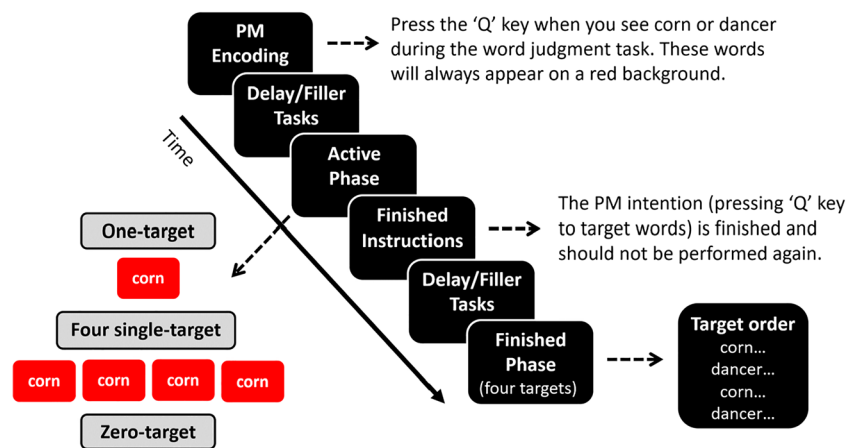 PM
Encoding
Press the ‘Q’ key when you see corn or dancer
during the word judgment task. These words
will always appear on a red background.
Delay/Filler
Tasks
Time
Active
Phase
Finished
Instructions
The PM intention (pressing ‘Q’ key
to target words) is finished and
should not be performed again.
One-target
corn
Four single-target
corn corn corn corn
Zero-target
Delay/Filler
Tasks
Finished
Phase
(four targets)
Target order
corn...
dancer...
corn...
dancer...